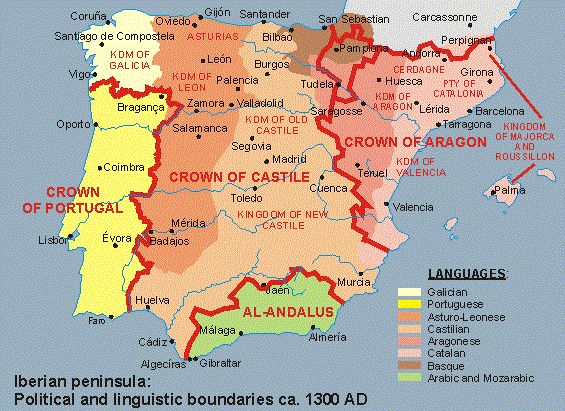 Coruña
Gijón
Oviedo
Santander
San Sebastian
Carcassonne
Santiago de Compostela
ASTURIAS
Bilbao
Perpignan
KDM OF
GALICIA
León
Burgos
Pamplona
Andorra
CERDAGNE
Girona
Vigo
KDM OF
LEON
Palencia
Tudela
Huesca
PTY OF
CATALONIA
Bragança
Zamora
Valladolid
KDM OF
ARAGON
Lérida
Barcelona
Saragosse
Oporto
Salamanca
KDM OF OLD
CASTILE
Tarragona
KINGDOM
OF MAJORCA
AND
ROUSSILLON
Segovia
CROWN OF ARAGON
Coimbra
Madrid
Teruel
KDM OF
VALENCIA
CROWN OF CASTILE
Cuenca
Palma
CROWN
OF PORTUGAL
Toledo
Valencia
KINGDOM OF NEW
CASTILE
Mérida
Lisbor
Évora
Badajos
Murcia
Jaén
Huelva
AL-ANDALUS
Faro
Málaga
Almería
Cádiz
Algecíras
Gibraltar
LANGUAGES:
Galician
Portuguese
Asturo-Leonese
Castilian
Aragonese
Catalan
Basque
Arabic and Mozarabic
Iberian peninsula:
Political and linguistic boundaries ca. 1300 AD